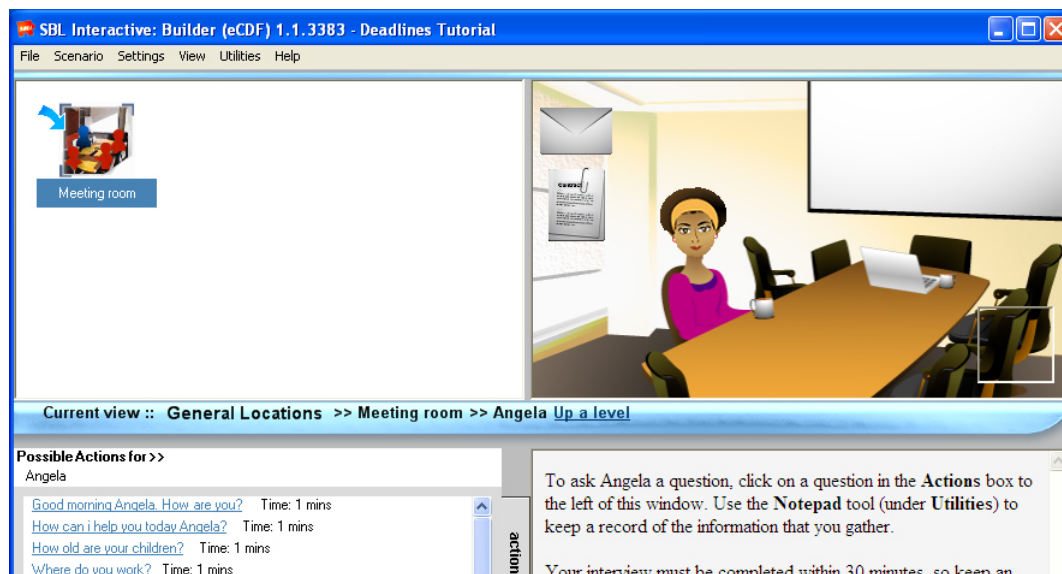 SBL Interactive: Builder (eCDF) 1.1.3383 - Deadlines Tutorial
File Scenario Settings View Utilities Help
Meeting room
Contract
Current view :: General Locations >> Meeting room >> Angela Up a level
Possible Actions for >>
Angela
Good morning Angela. How are you? Time: 1 mins
How can i help you today Angela? Time: 1 mins
How old are your children? Time: 1 mins
Where do you work? Time: 1 mins
action
To ask Angela a question, click on a question in the Actions box to
the left of this window. Use the Notepad tool (under Utilities) to
keep a record of the information that you gather.
Your interview must be completed within 30 minutes, so keep an